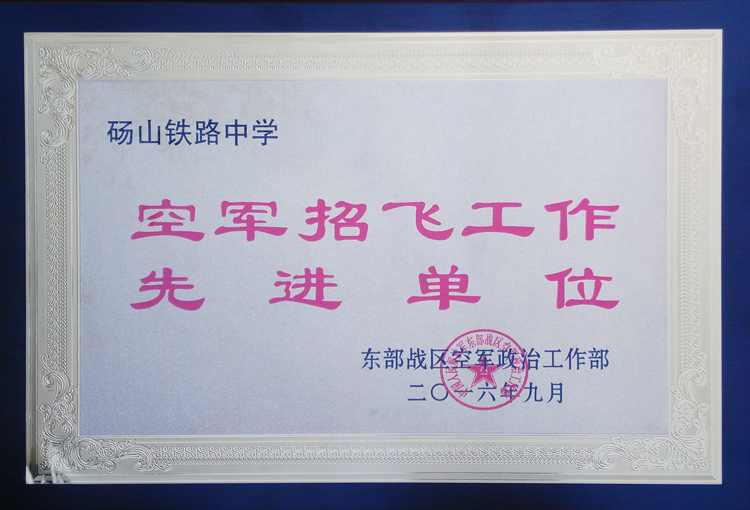 砀山铁路中学
空军招飞工作
先进单位
东部战区空军政治工作部
二〇一六年九月